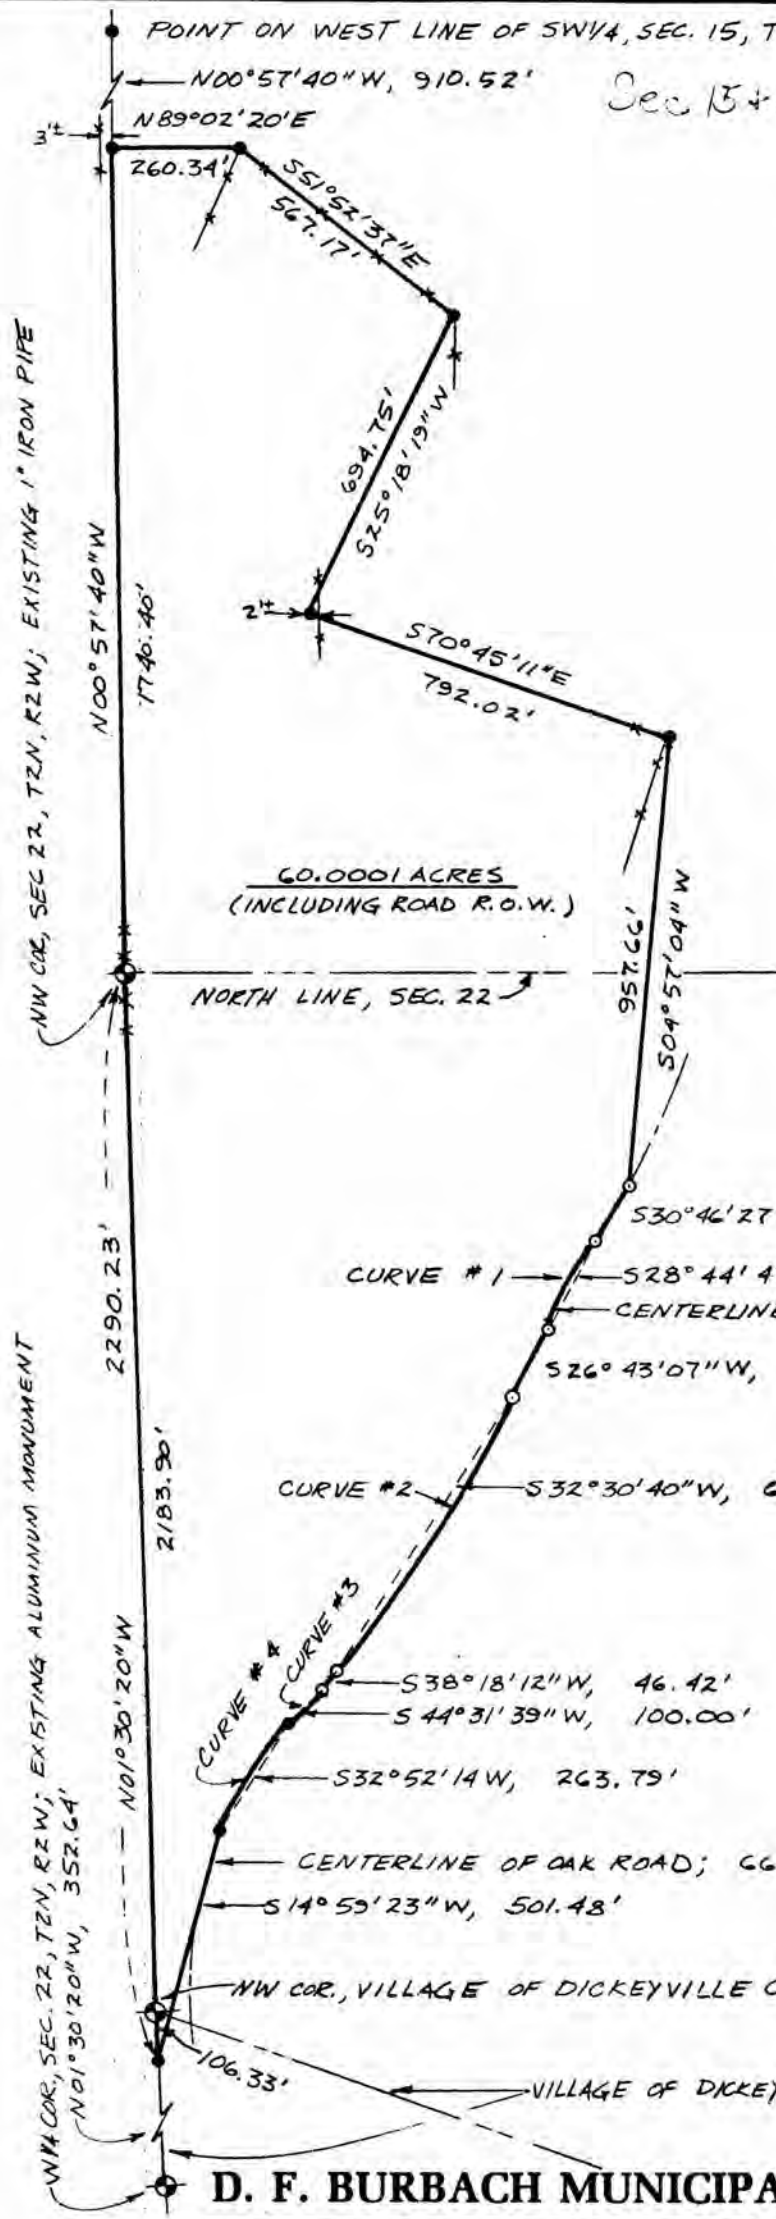 POINT ON WEST LINE OF SW1/4, SEC. 15, T
N00°57'40"W, 910.52'
Sec 15 +
3'±
N89°02'20"E
260.34'
S51°52'37"E
567.17'
NW COR, SEC 22, T2N, R2W; EXISTING 1" IRON PIPE
694.75'
S25°18'19"W
N00°57'40"W
1740.40'
2'±
S70°45'11"E
792.02'
60.0001 ACRES
(INCLUDING ROAD R.O.W.)
957.66'
S04°57'04"W
NORTH LINE, SEC. 22
S30°46'27
CURVE #1
S28°44'4
CENTERLINE
2290.23'
S26°43'07"W,
2183.90'
CURVE #2
S32°30'40"W, 6
CURVE #3
CURVE #4
S38°18'12"W, 46.42'
S44°31'39"W, 100.00'
N01°30'20"W
S32°52'14W, 263.79'
CENTERLINE OF OAK ROAD; 66
S14°59'23"W, 501.48'
W1/4 COR., SEC. 22, T2N, R2W; EXISTING ALUMINUM MONUMENT
N01°30'20"W, 352.64'
NW COR., VILLAGE OF DICKEYVILLE C
106.33'
VILLAGE OF DICKEY
D. F. BURBACH MUNICIPA